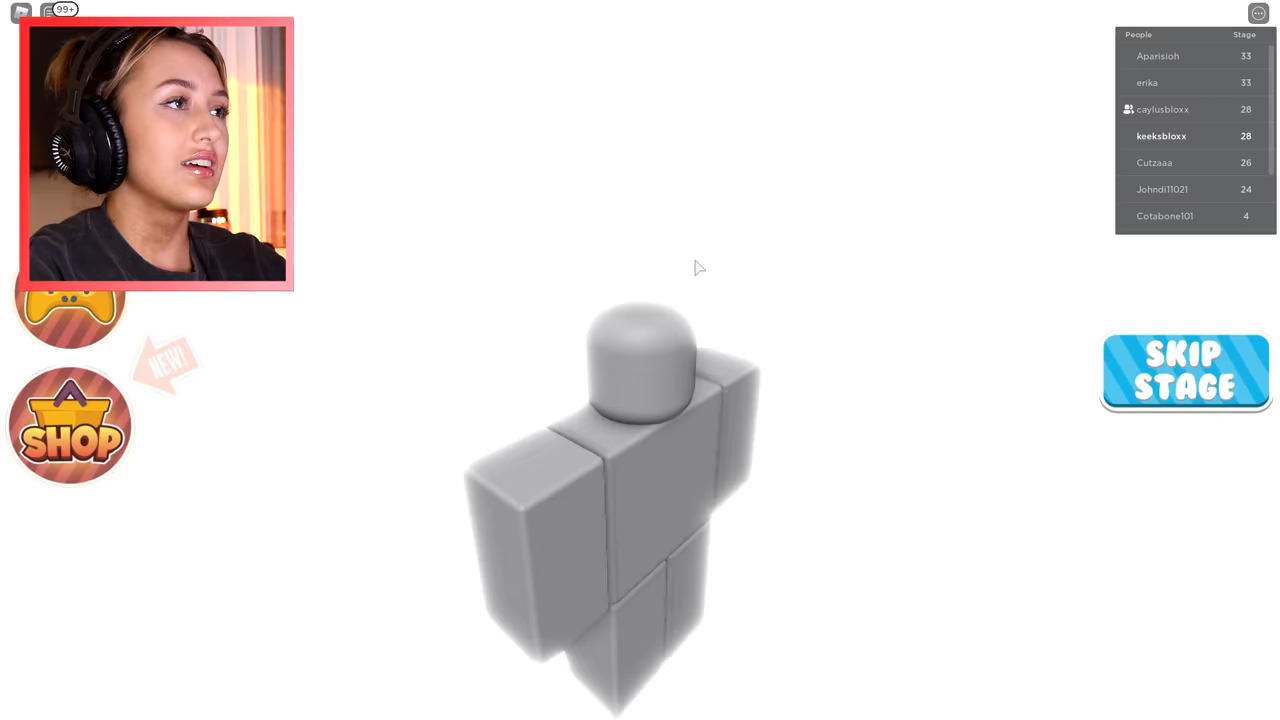 99+
People Stage
Aparisioh 33
erika 33
caylusbloxx 28
keeksbloxx 28
Cutzaaa 26
Johndi11021 24
Cotabone101 4
NEW!
SKIP
STAGE
SHOP